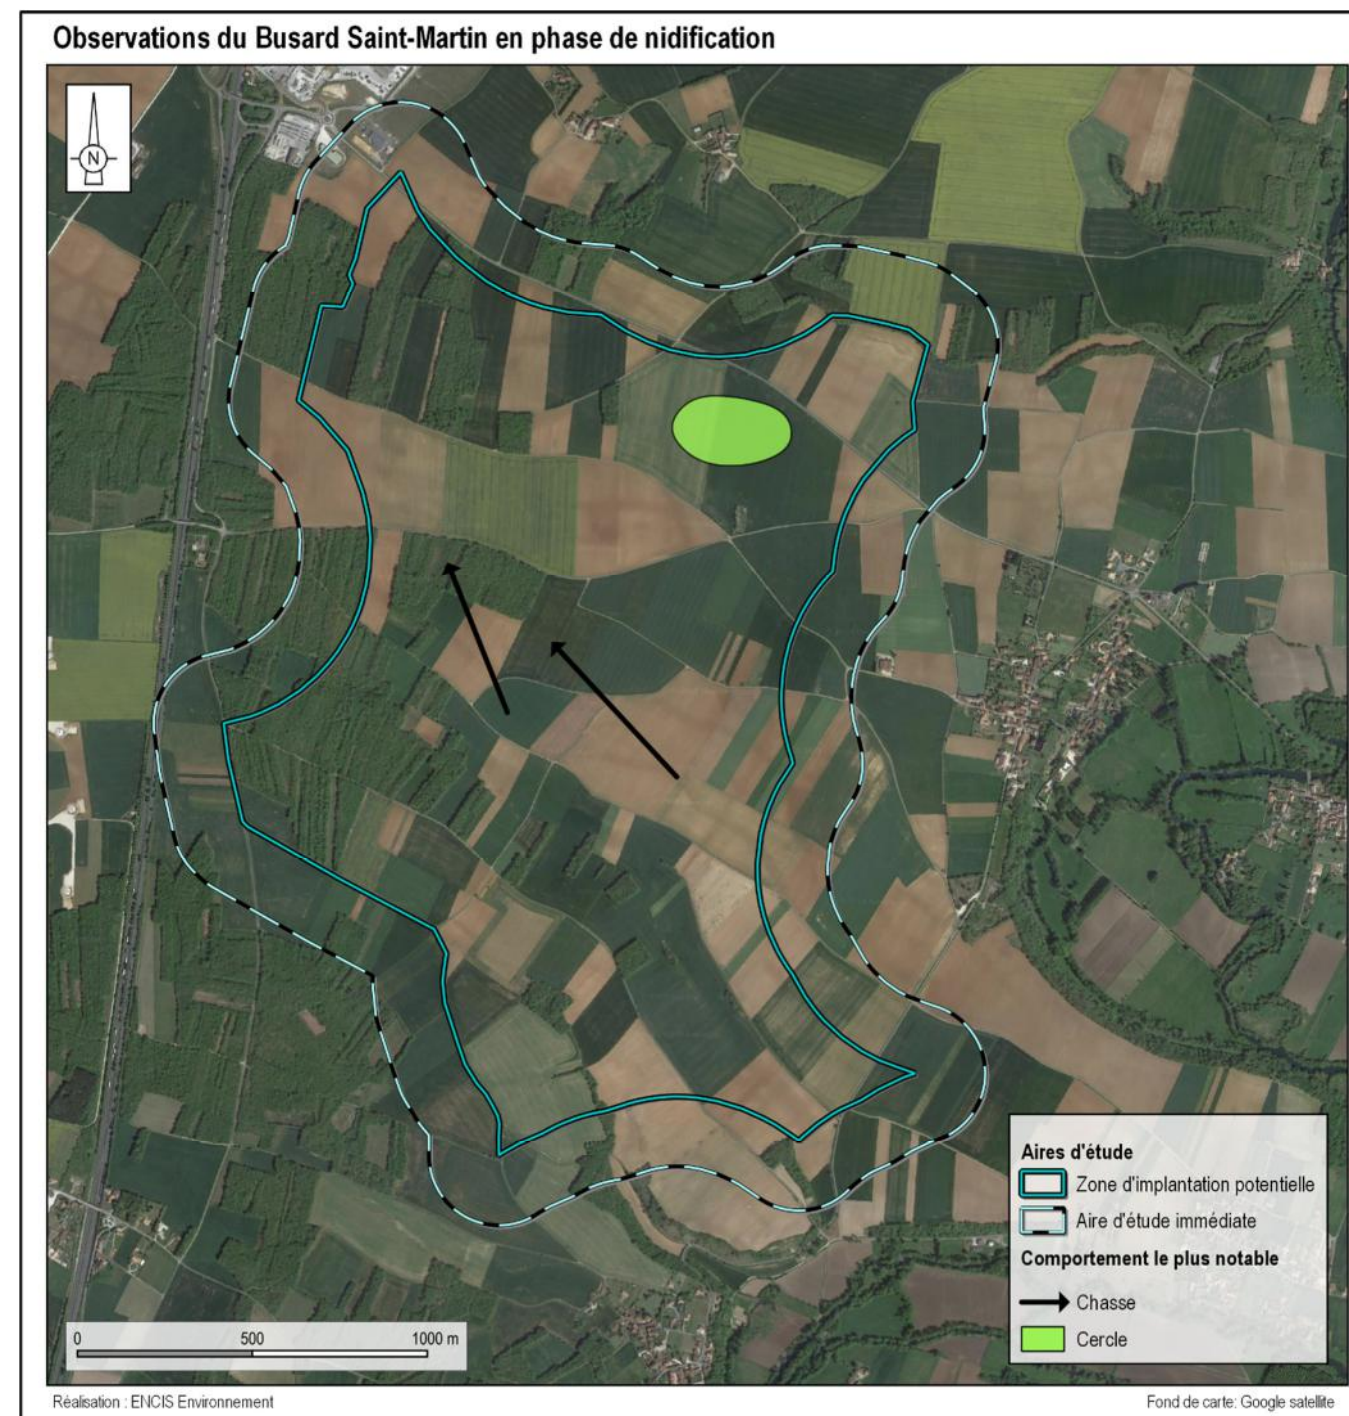 Observations du Busard Saint-Martin en phase de nidification
N
Aires d'étude
Zone d'implantation potentielle
Aire d'étude immédiate
Comportement le plus notable
Chasse
Cercle
0 500 1000 m
Réalisation : ENCIS Environnement
Fond de carte: Google satellite